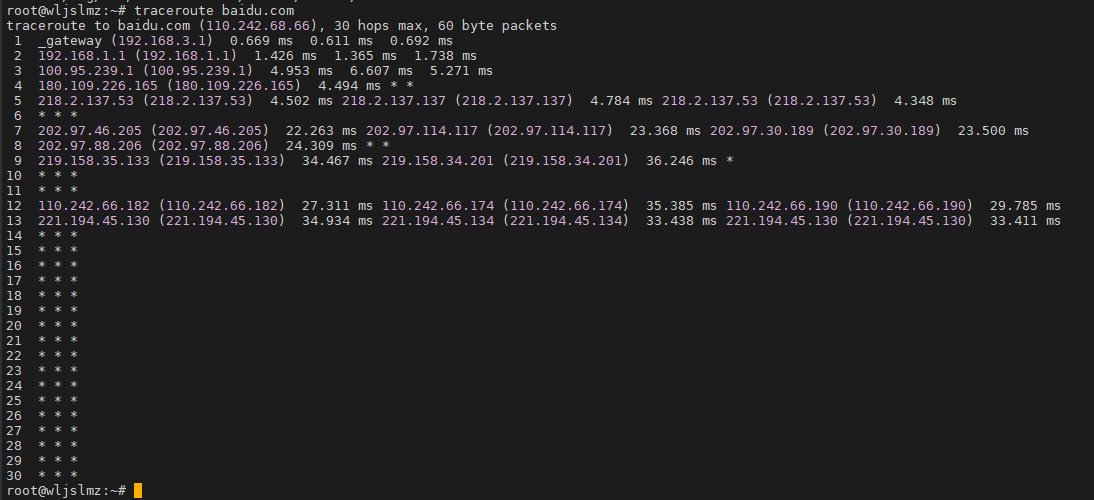 root@wljslmz:~# traceroute baidu.com
traceroute to baidu.com (110.242.68.66), 30 hops max, 60 byte packets
 1  _gateway (192.168.3.1)  0.669 ms  0.611 ms  0.692 ms
 2  192.168.1.1 (192.168.1.1)  1.426 ms  1.365 ms  1.738 ms
 3  100.95.239.1 (100.95.239.1)  4.953 ms  6.607 ms  5.271 ms
 4  180.109.226.165 (180.109.226.165)  4.494 ms * *
 5  218.2.137.53 (218.2.137.53)  4.502 ms 218.2.137.137 (218.2.137.137)  4.784 ms 218.2.137.53 (218.2.137.53)  4.348 ms
 6  * * *
 7  202.97.46.205 (202.97.46.205)  22.263 ms 202.97.114.117 (202.97.114.117)  23.368 ms 202.97.30.189 (202.97.30.189)  23.500 ms
 8  202.97.88.206 (202.97.88.206)  24.309 ms * *
 9  219.158.35.133 (219.158.35.133)  34.467 ms 219.158.34.201 (219.158.34.201)  36.246 ms *
10  * * *
11  * * *
12  110.242.66.182 (110.242.66.182)  27.311 ms 110.242.66.174 (110.242.66.174)  35.385 ms 110.242.66.190 (110.242.66.190)  29.785 ms
13  221.194.45.130 (221.194.45.130)  34.934 ms 221.194.45.134 (221.194.45.134)  33.438 ms 221.194.45.130 (221.194.45.130)  33.411 ms
14  * * *
15  * * *
16  * * *
17  * * *
18  * * *
19  * * *
20  * * *
21  * * *
22  * * *
23  * * *
24  * * *
25  * * *
26  * * *
27  * * *
28  * * *
29  * * *
30  * * *
root@wljslmz:~#